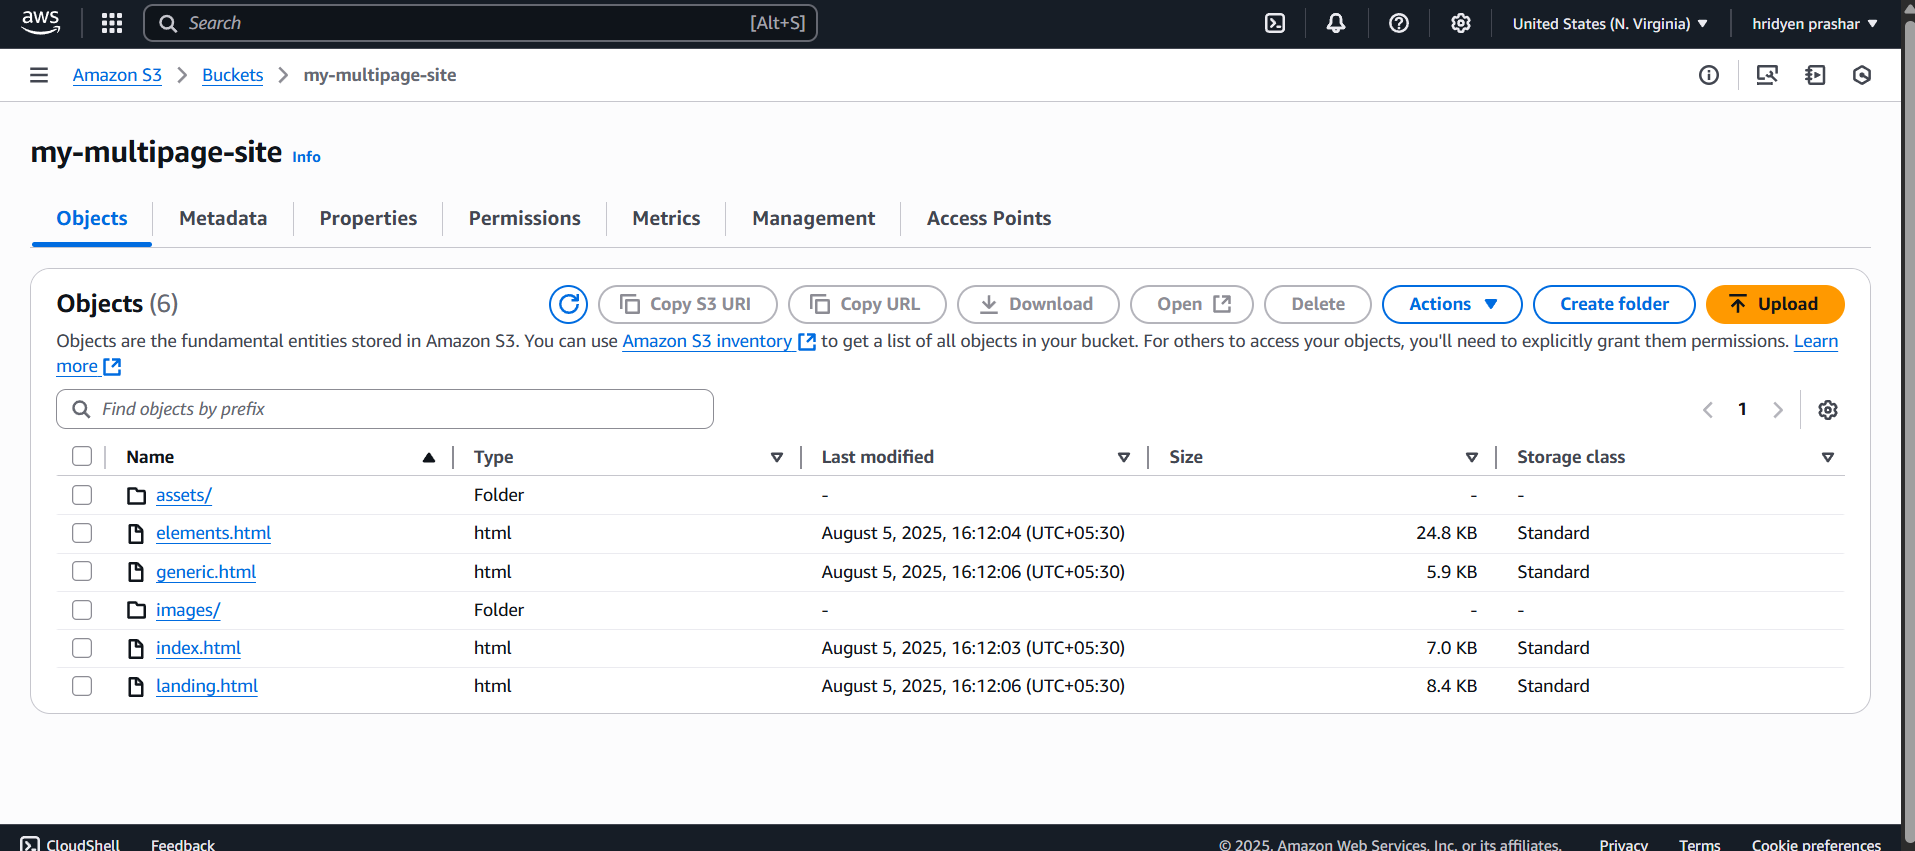 aws
Search [Alt+S]
United States (N. Virginia)
hridyen prashar
Amazon S3 > Buckets > my-multipage-site
my-multipage-site Info
Objects Metadata Properties Permissions Metrics Management Access Points
Objects (6)
Copy S3 URI Copy URL Download Open Delete Actions Create folder Upload
Objects are the fundamental entities stored in Amazon S3. You can use Amazon S3 inventory to get a list of all objects in your bucket. For others to access your objects, you'll need to explicitly grant them permissions. Learn
more
Find objects by prefix
1
Name Type Last modified Size Storage class
assets/ Folder - - -
elements.html html August 5, 2025, 16:12:04 (UTC+05:30) 24.8 KB Standard
generic.html html August 5, 2025, 16:12:06 (UTC+05:30) 5.9 KB Standard
images/ Folder - - -
index.html html August 5, 2025, 16:12:03 (UTC+05:30) 7.0 KB Standard
landing.html html August 5, 2025, 16:12:06 (UTC+05:30) 8.4 KB Standard
CloudShell Feedback © 2025, Amazon Web Services, Inc. or its affiliates. Privacy Terms Cookie preferences